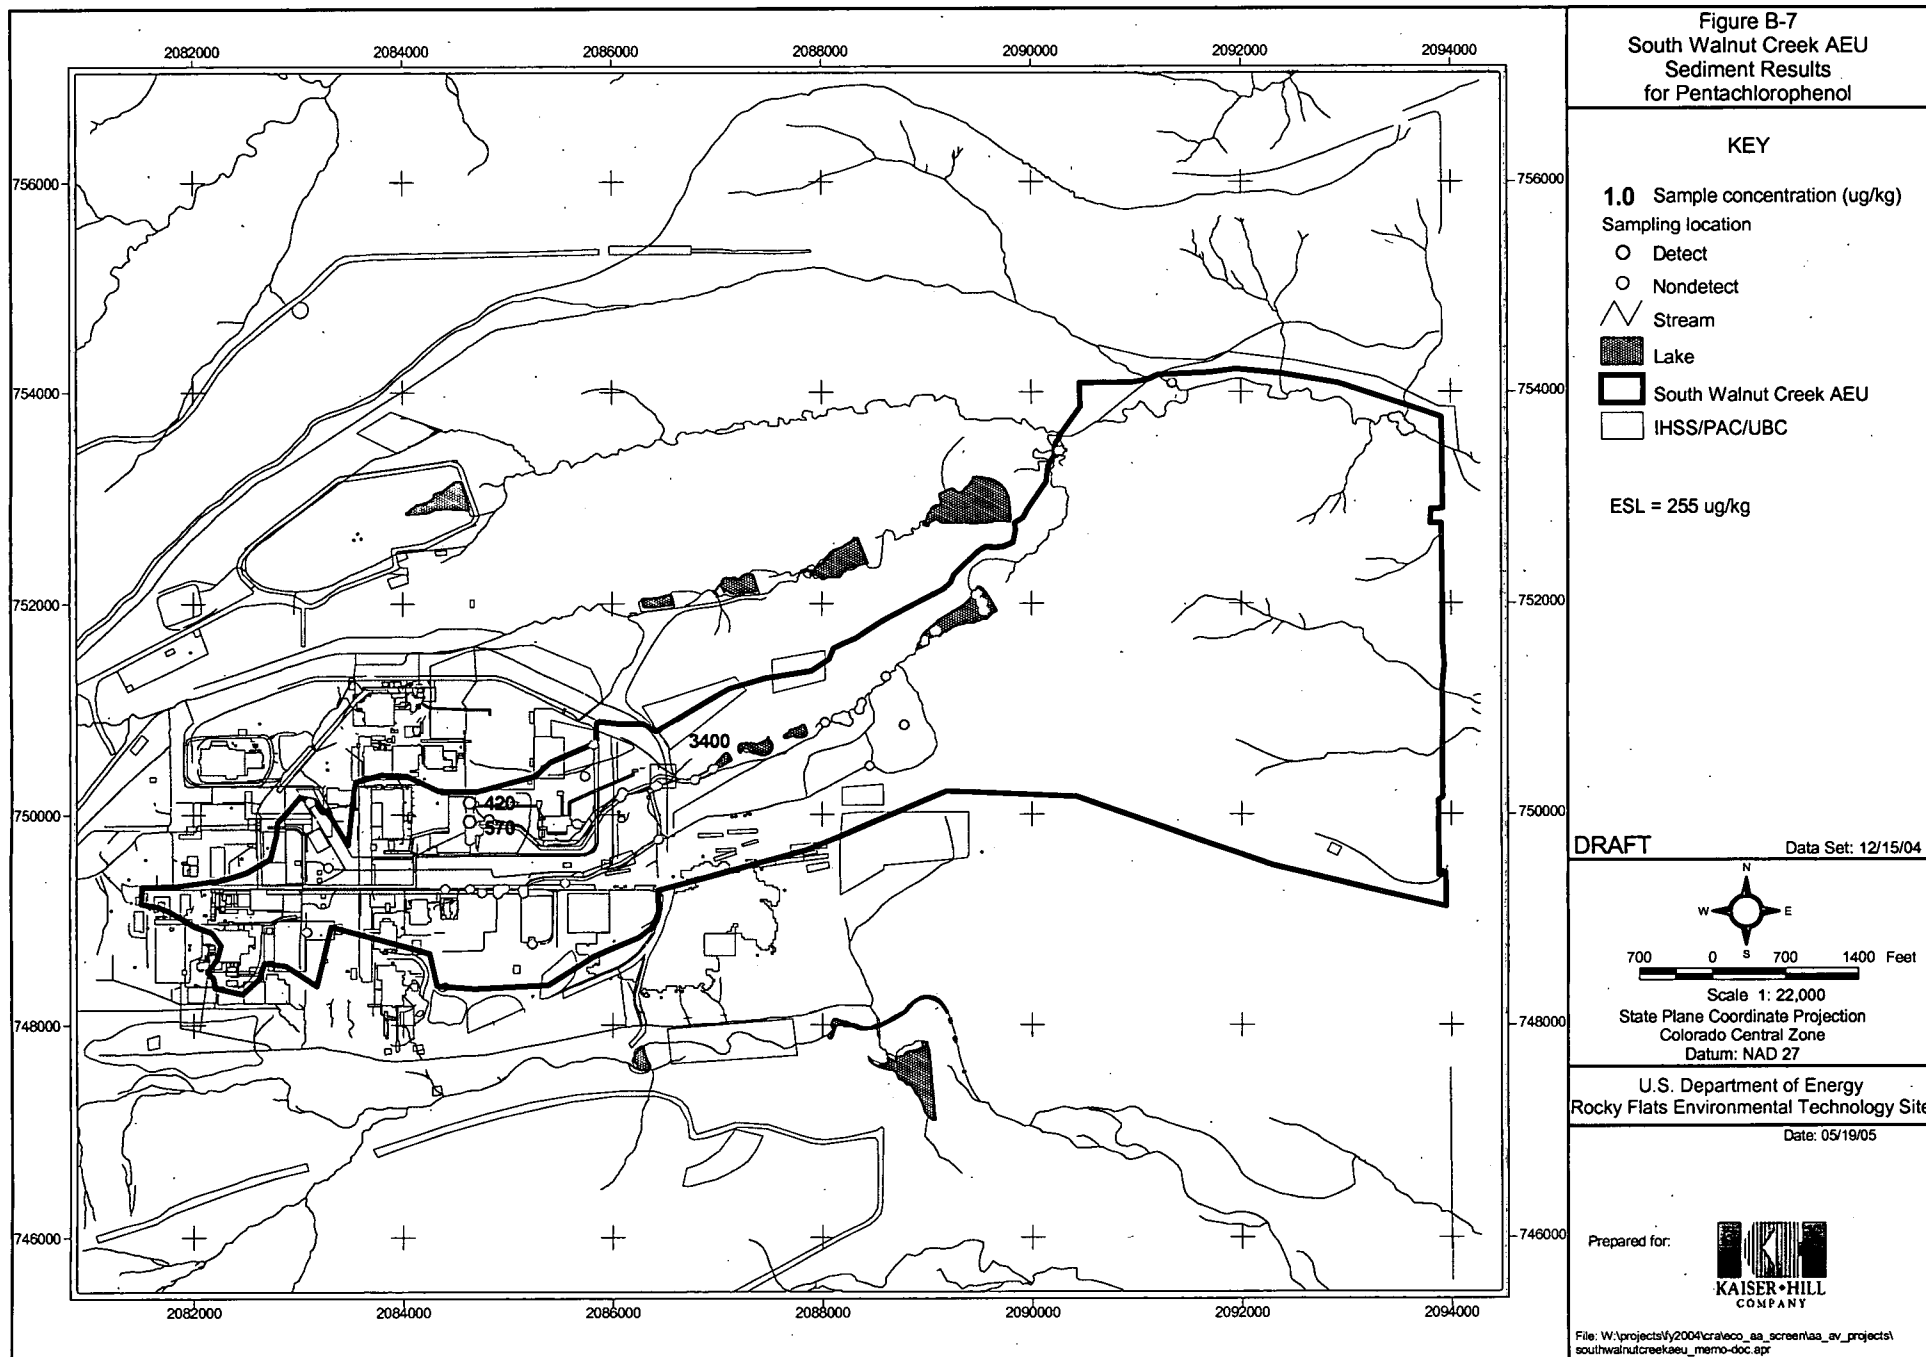 Figure B-7
South Walnut Creek AEU
Sediment Results
for Pentachlorophenol
KEY
1.0 Sample concentration (ug/kg)
Sampling location
Detect
Nondetect
Stream
Lake
South Walnut Creek AEU
IHSS/PAC/UBC
ESL = 255 ug/kg
DRAFT Data Set: 12/15/04
N
W E
S
700 0 700 1400 Feet
Scale 1: 22,000
State Plane Coordinate Projection
Colorado Central Zone
Datum: NAD 27
U.S. Department of Energy
Rocky Flats Environmental Technology Site
Date: 05/19/05
Prepared for:
KAISER•HILL
COMPANY
File: W:\projects\fy2004\cra\eco_aa_screen\aa_av_projects\
southwalnutcreekaeu_memo-doc.apr
2082000 2084000 2086000 2088000 2090000 2092000 2094000
756000 756000
754000 754000
752000 752000
3400
420
570
750000 750000
748000 748000
746000 746000
2082000 2084000 2086000 2088000 2090000 2092000 2094000